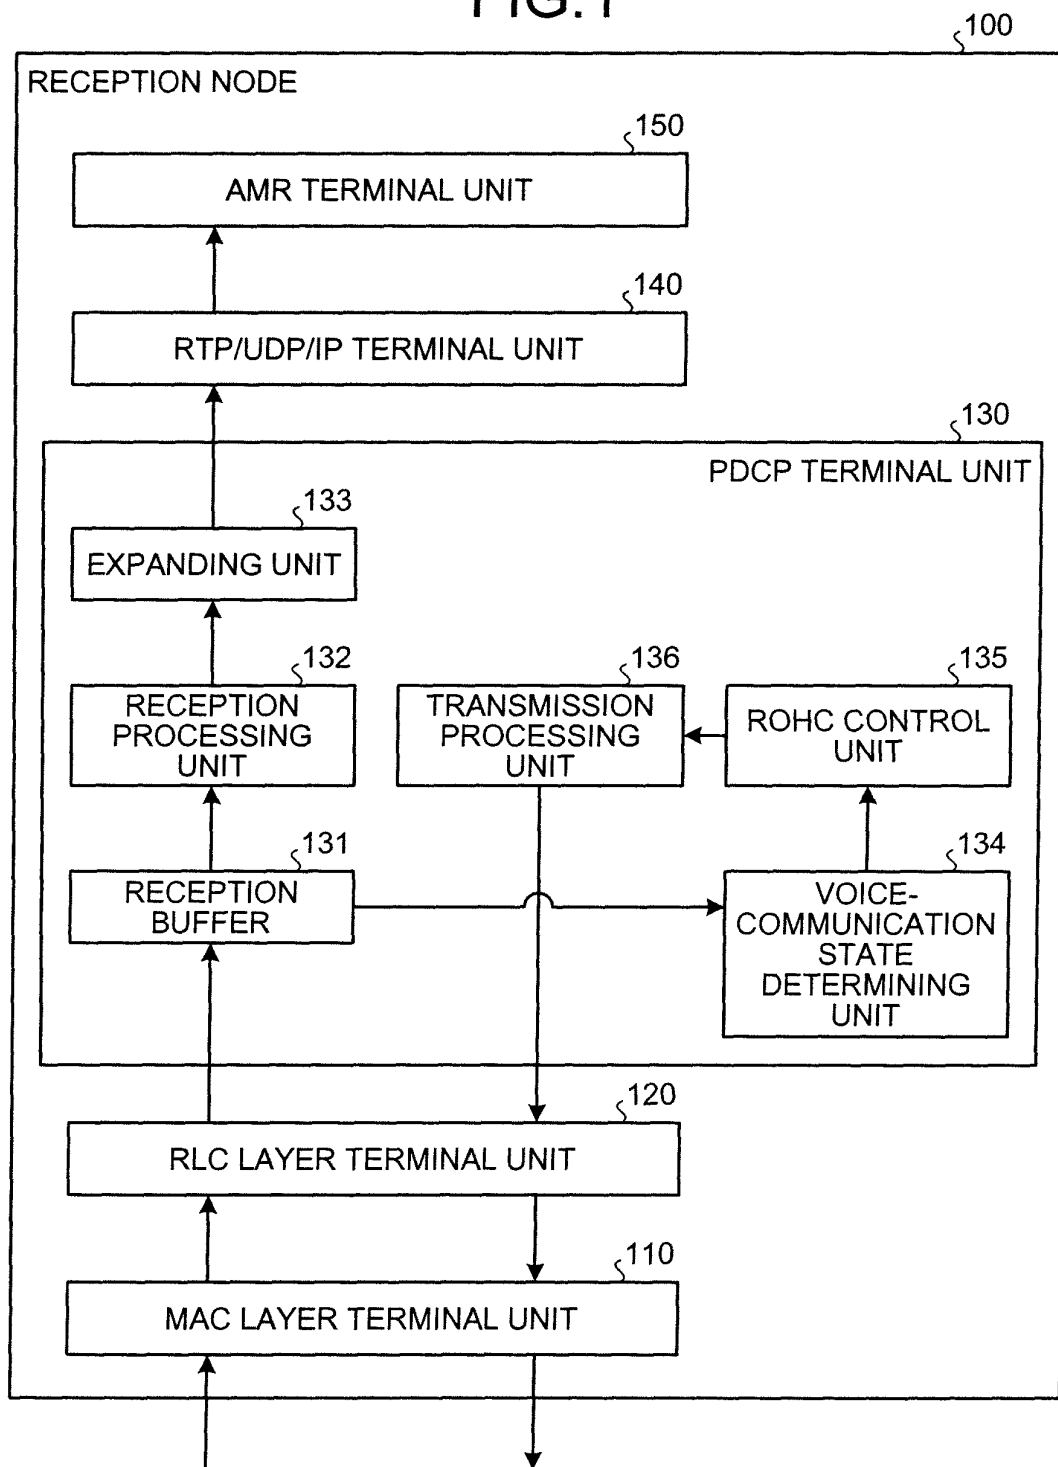 FIG. 1
100
RECEPTION NODE
150
AMR TERMINAL UNIT
140
RTP/UDP/IP TERMINAL UNIT
130
PDCP TERMINAL UNIT
133
EXPANDING UNIT
132
RECEPTION
PROCESSING
UNIT
136
TRANSMISSION
PROCESSING
UNIT
135
ROHC CONTROL
UNIT
131
RECEPTION
BUFFER
134
VOICE-
COMMUNICATION
STATE
DETERMINING
UNIT
120
RLC LAYER TERMINAL UNIT
110
MAC LAYER TERMINAL UNIT